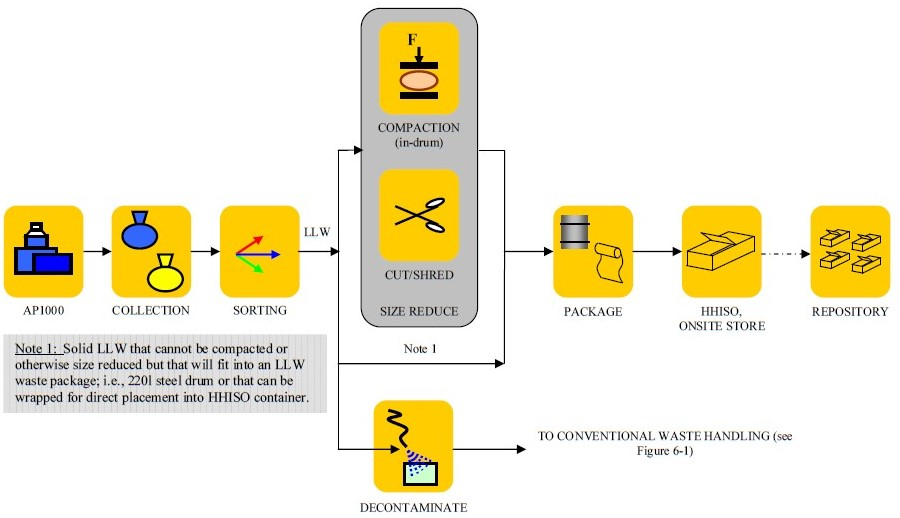 F
COMPACTION
(in-drum)
LLW
CUT/SHRED
SIZE REDUCE
AP1000
COLLECTION
SORTING
PACKAGE
HHISO,
ONSITE STORE
REPOSITORY
Note 1: Solid LLW that cannot be compacted or
otherwise size reduced but that will fit into an LLW
waste package; i.e., 220l steel drum or that can be
wrapped for direct placement into HHISO container.
Note 1
TO CONVENTIONAL WASTE HANDLING (see
Figure 6-1)
DECONTAMINATE